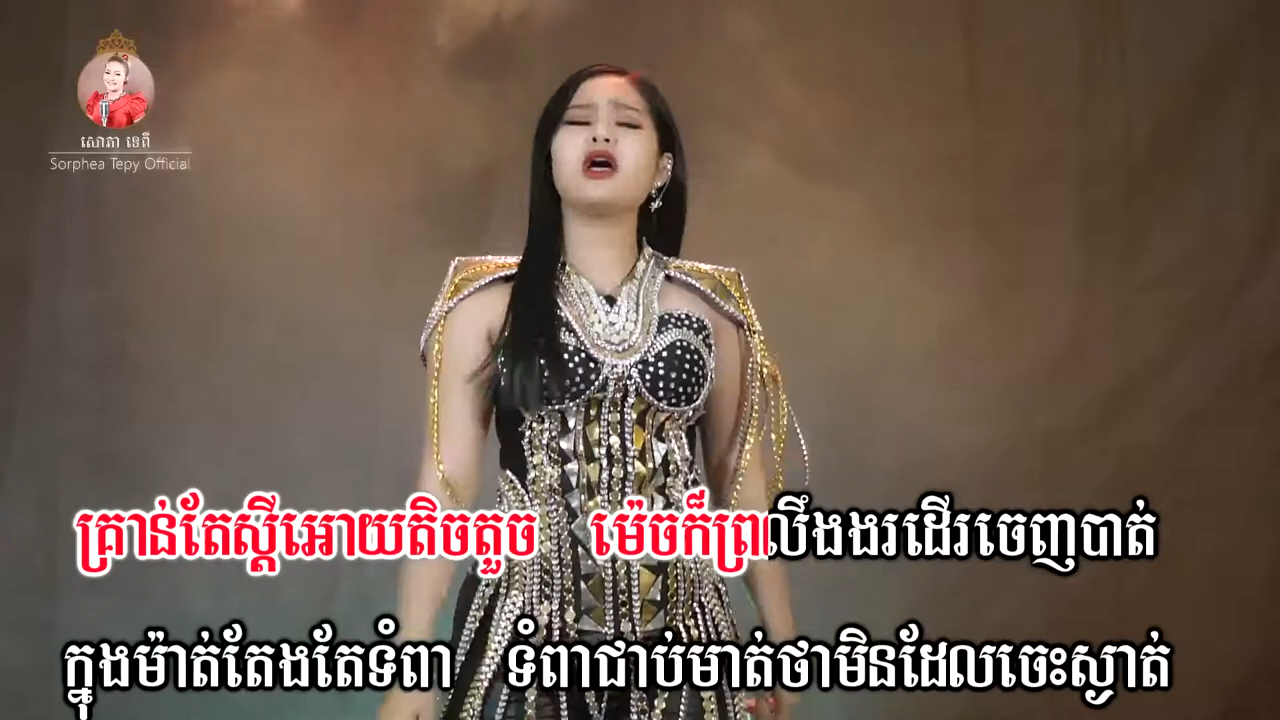 សោភា ទេពី
Sorphea Tepy Official
គ្រាន់តែស្ដីអោយតិចតួច ម៉េចក៏ព្រលឹងងរដើរចេញបាត់
ក្នុងម៉ាត់តែងតែទំពា ទំពាជាប់មាត់ថាមិនដែលចេះស្ងាត់